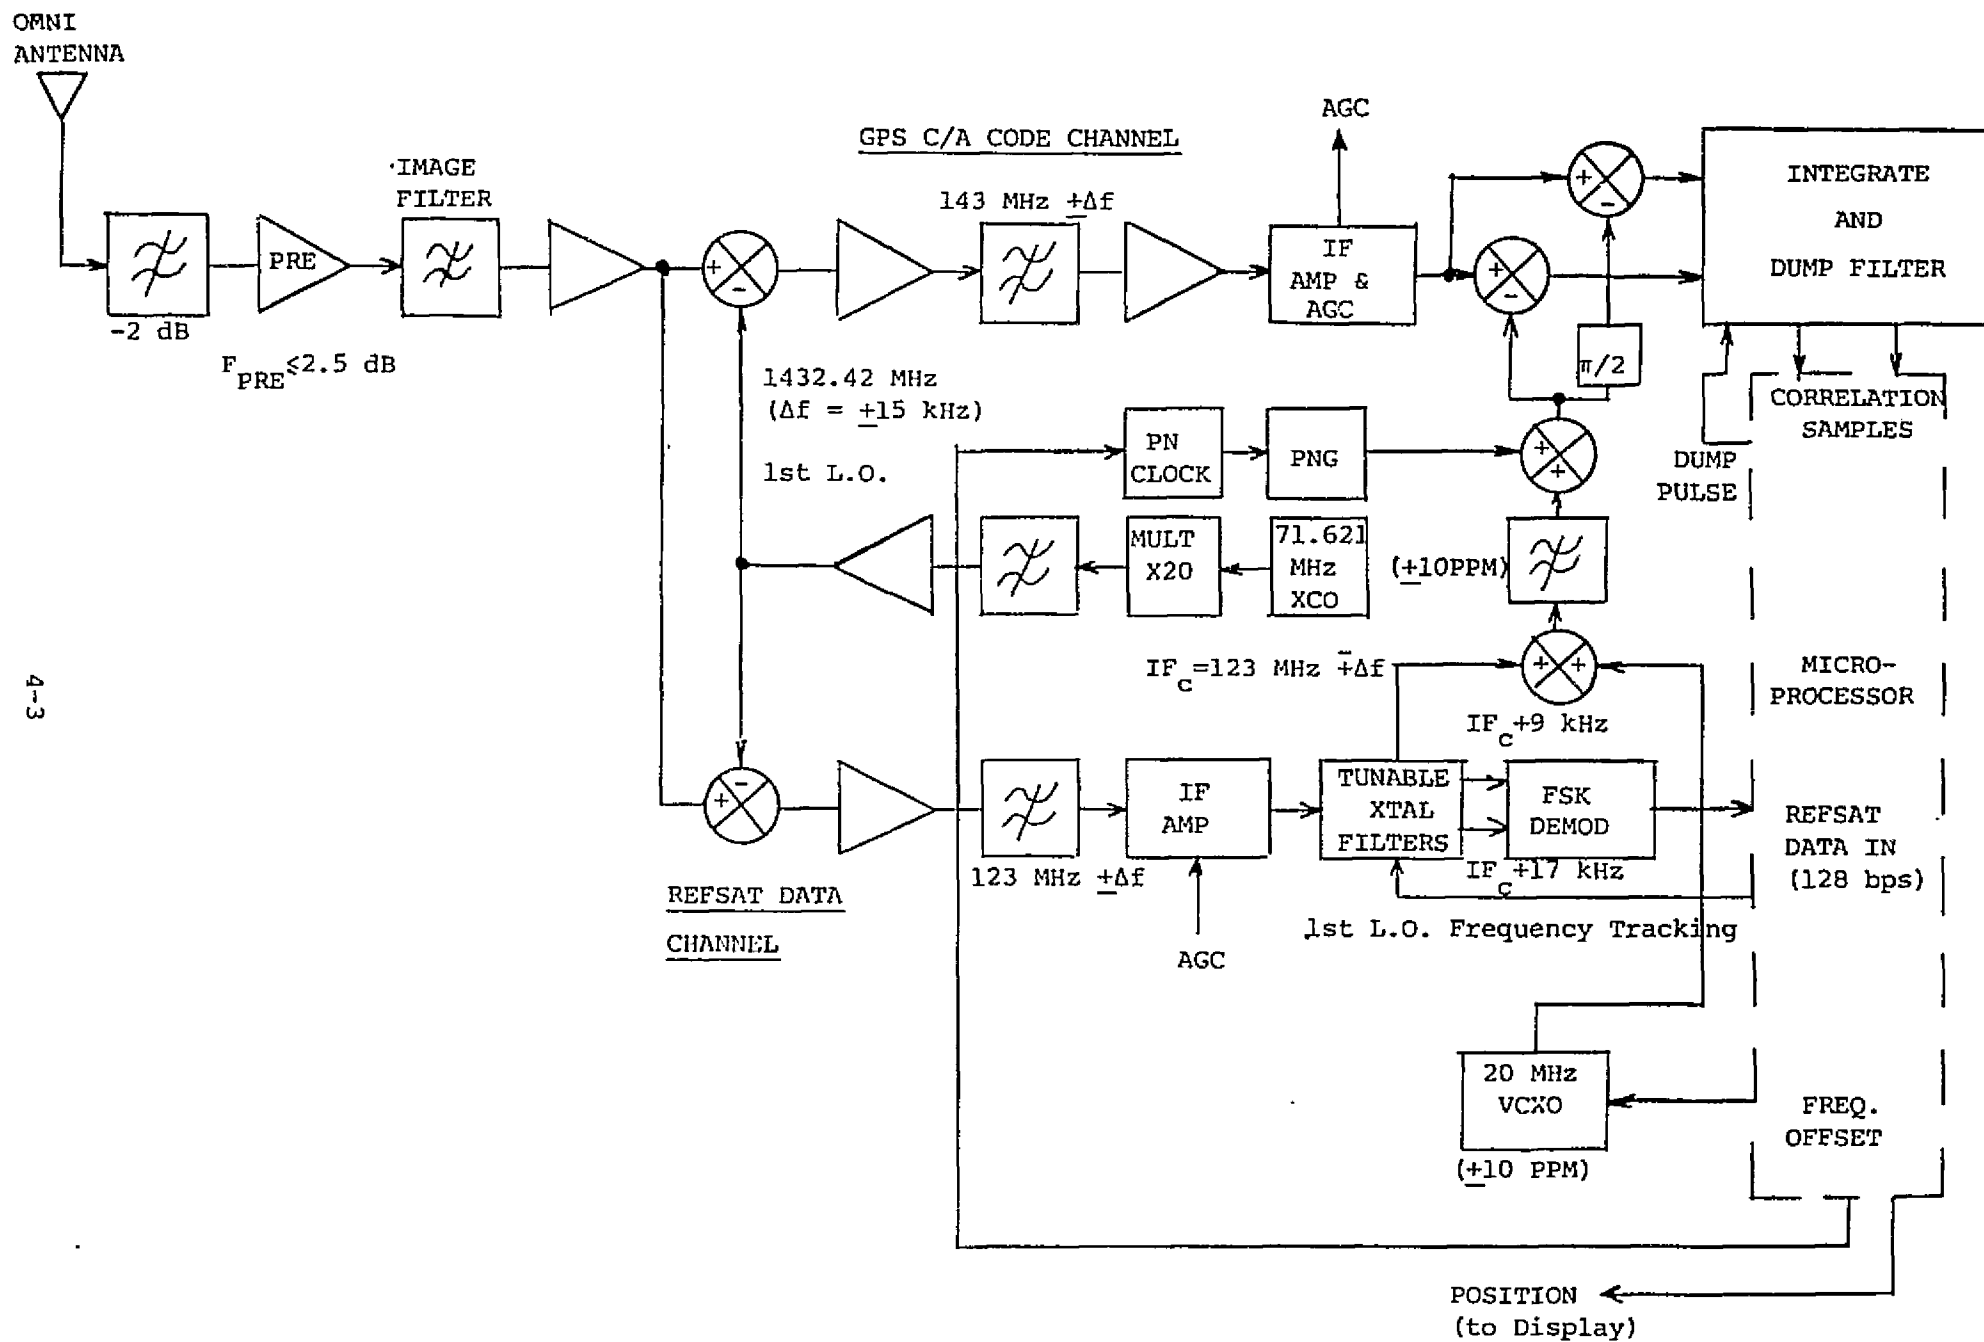 OMNI
ANTENNA
-2 dB
PRE
F PRE ≤2.5 dB
IMAGE
FILTER
GPS C/A CODE CHANNEL
143 MHz ±Δf
AGC
IF
AMP &
AGC
+
-
+
-
+
-
π/2
INTEGRATE
AND
DUMP FILTER
1432.42 MHz
(Δf = ±15 kHz)
1st L.O.
PN
CLOCK
PNG
+
+
DUMP
PULSE
CORRELATION
SAMPLES
MULT
X20
71.621
MHz
XCO
(±10PPM)
IFc=123 MHz ∓Δf
+ +
IFc+9 kHz
MICRO-
PROCESSOR
4-3
-
+
REFSAT DATA
CHANNEL
123 MHz ±Δf
IF
AMP
AGC
TUNABLE
XTAL
FILTERS
FSK
DEMOD
IFc+17 kHz
REFSAT
DATA IN
(128 bps)
1st L.O. Frequency Tracking
20 MHz
VCXO
(±10 PPM)
FREQ.
OFFSET
POSITION
(to Display)